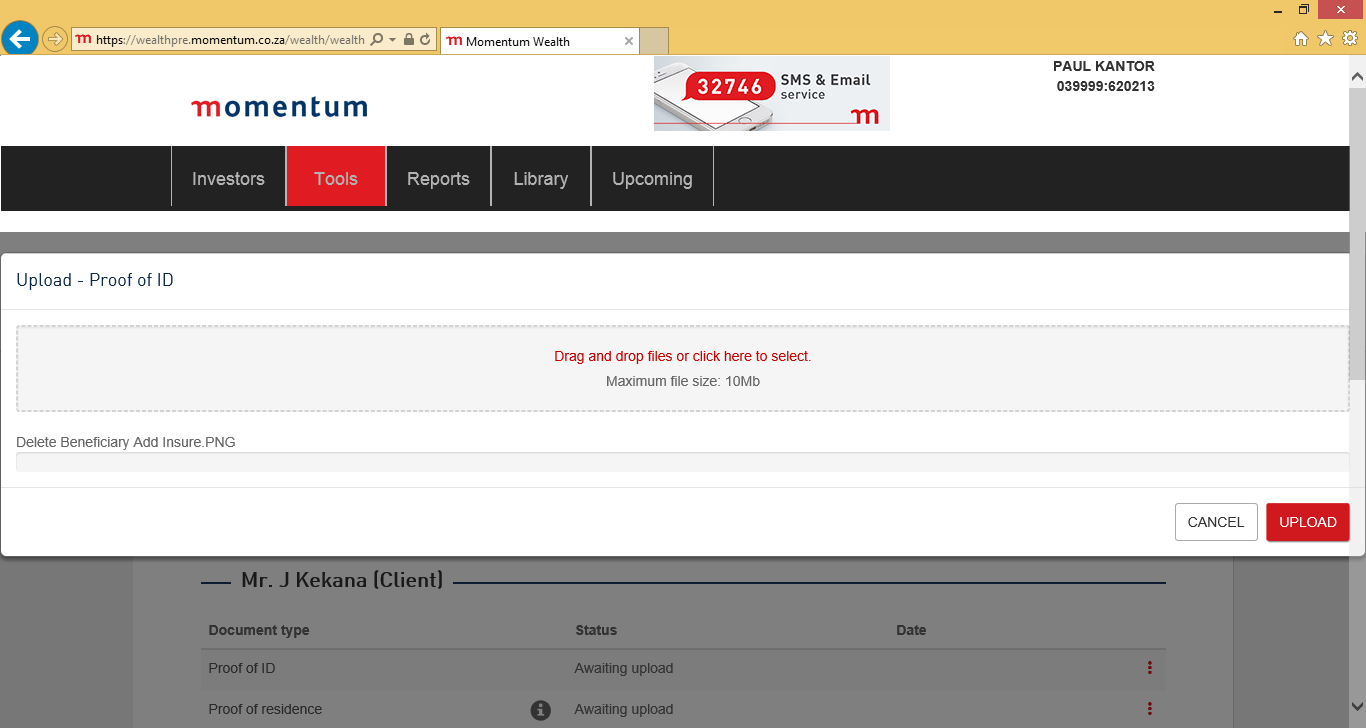 https://wealthpre.momentum.co.za/wealth/wealth
m Momentum Wealth
momentum
32746 SMS & Email
service
m
PAUL KANTOR
039999:620213
Investors Tools Reports Library Upcoming
Upload - Proof of ID
Drag and drop files or click here to select.
Maximum file size: 10Mb
Delete Beneficiary Add Insure.PNG
CANCEL UPLOAD
Mr. J Kekana (Client)
Document type Status Date
Proof of ID Awaiting upload
Proof of residence Awaiting upload